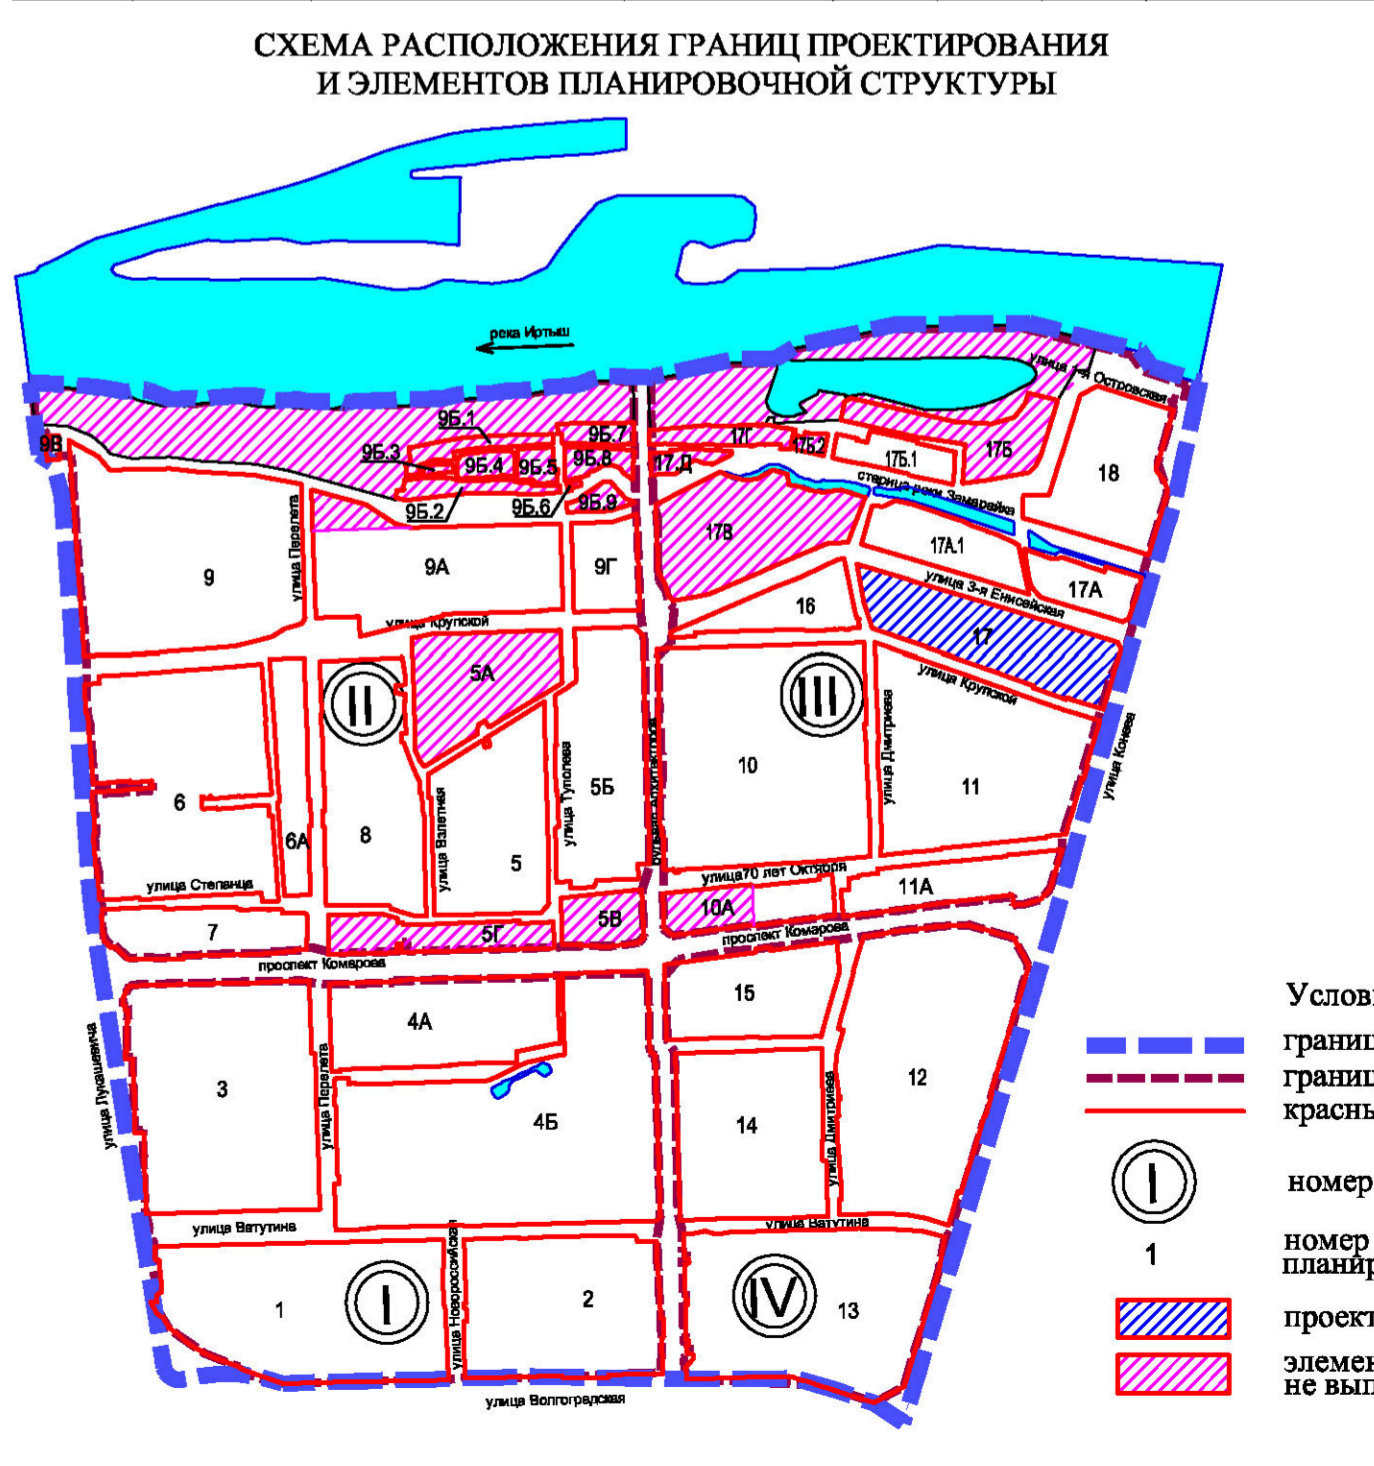 СХЕМА РАСПОЛОЖЕНИЯ ГРАНИЦ ПРОЕКТИРОВАНИЯ
И ЭЛЕМЕНТОВ ПЛАНИРОВОЧНОЙ СТРУКТУРЫ
река Иртыш
улица 1-я Островская
9В
9Б.1
9Б.7
17Г
17Б.2
17Б
9Б.3
9Б.4
9Б.5
9Б.8
17.Д
17Б.1
18
9Б.2
9Б.6
9Б.9
старица реки Замарайка
улица Перелета
17В
17А.1
9
9А
9Г
16
улица 3-я Енисейская
17А
улица Крупской
17
5А
II
III
улица Крупской
10
улица Дмитриева
11
улица Конева
6
6А
8
улица Взлетная
5
улица Туполева
5Б
бульвар Архитекторов
улица Степанца
улица70 лет Октября
11А
7
5Г
5В
10А
проспект Комарова
проспект Комарова
15
4А
Услови
границ
границ
красны
улица Лукашевича
3
улица Перелета
4Б
14
улица Дмитриева
12
I
номер
улица Ватутина
улица Ватутина
номер
планир
1
1
I
улица Новороссийская
2
IV
13
проект
элемен
не вып
улица Волгоградская